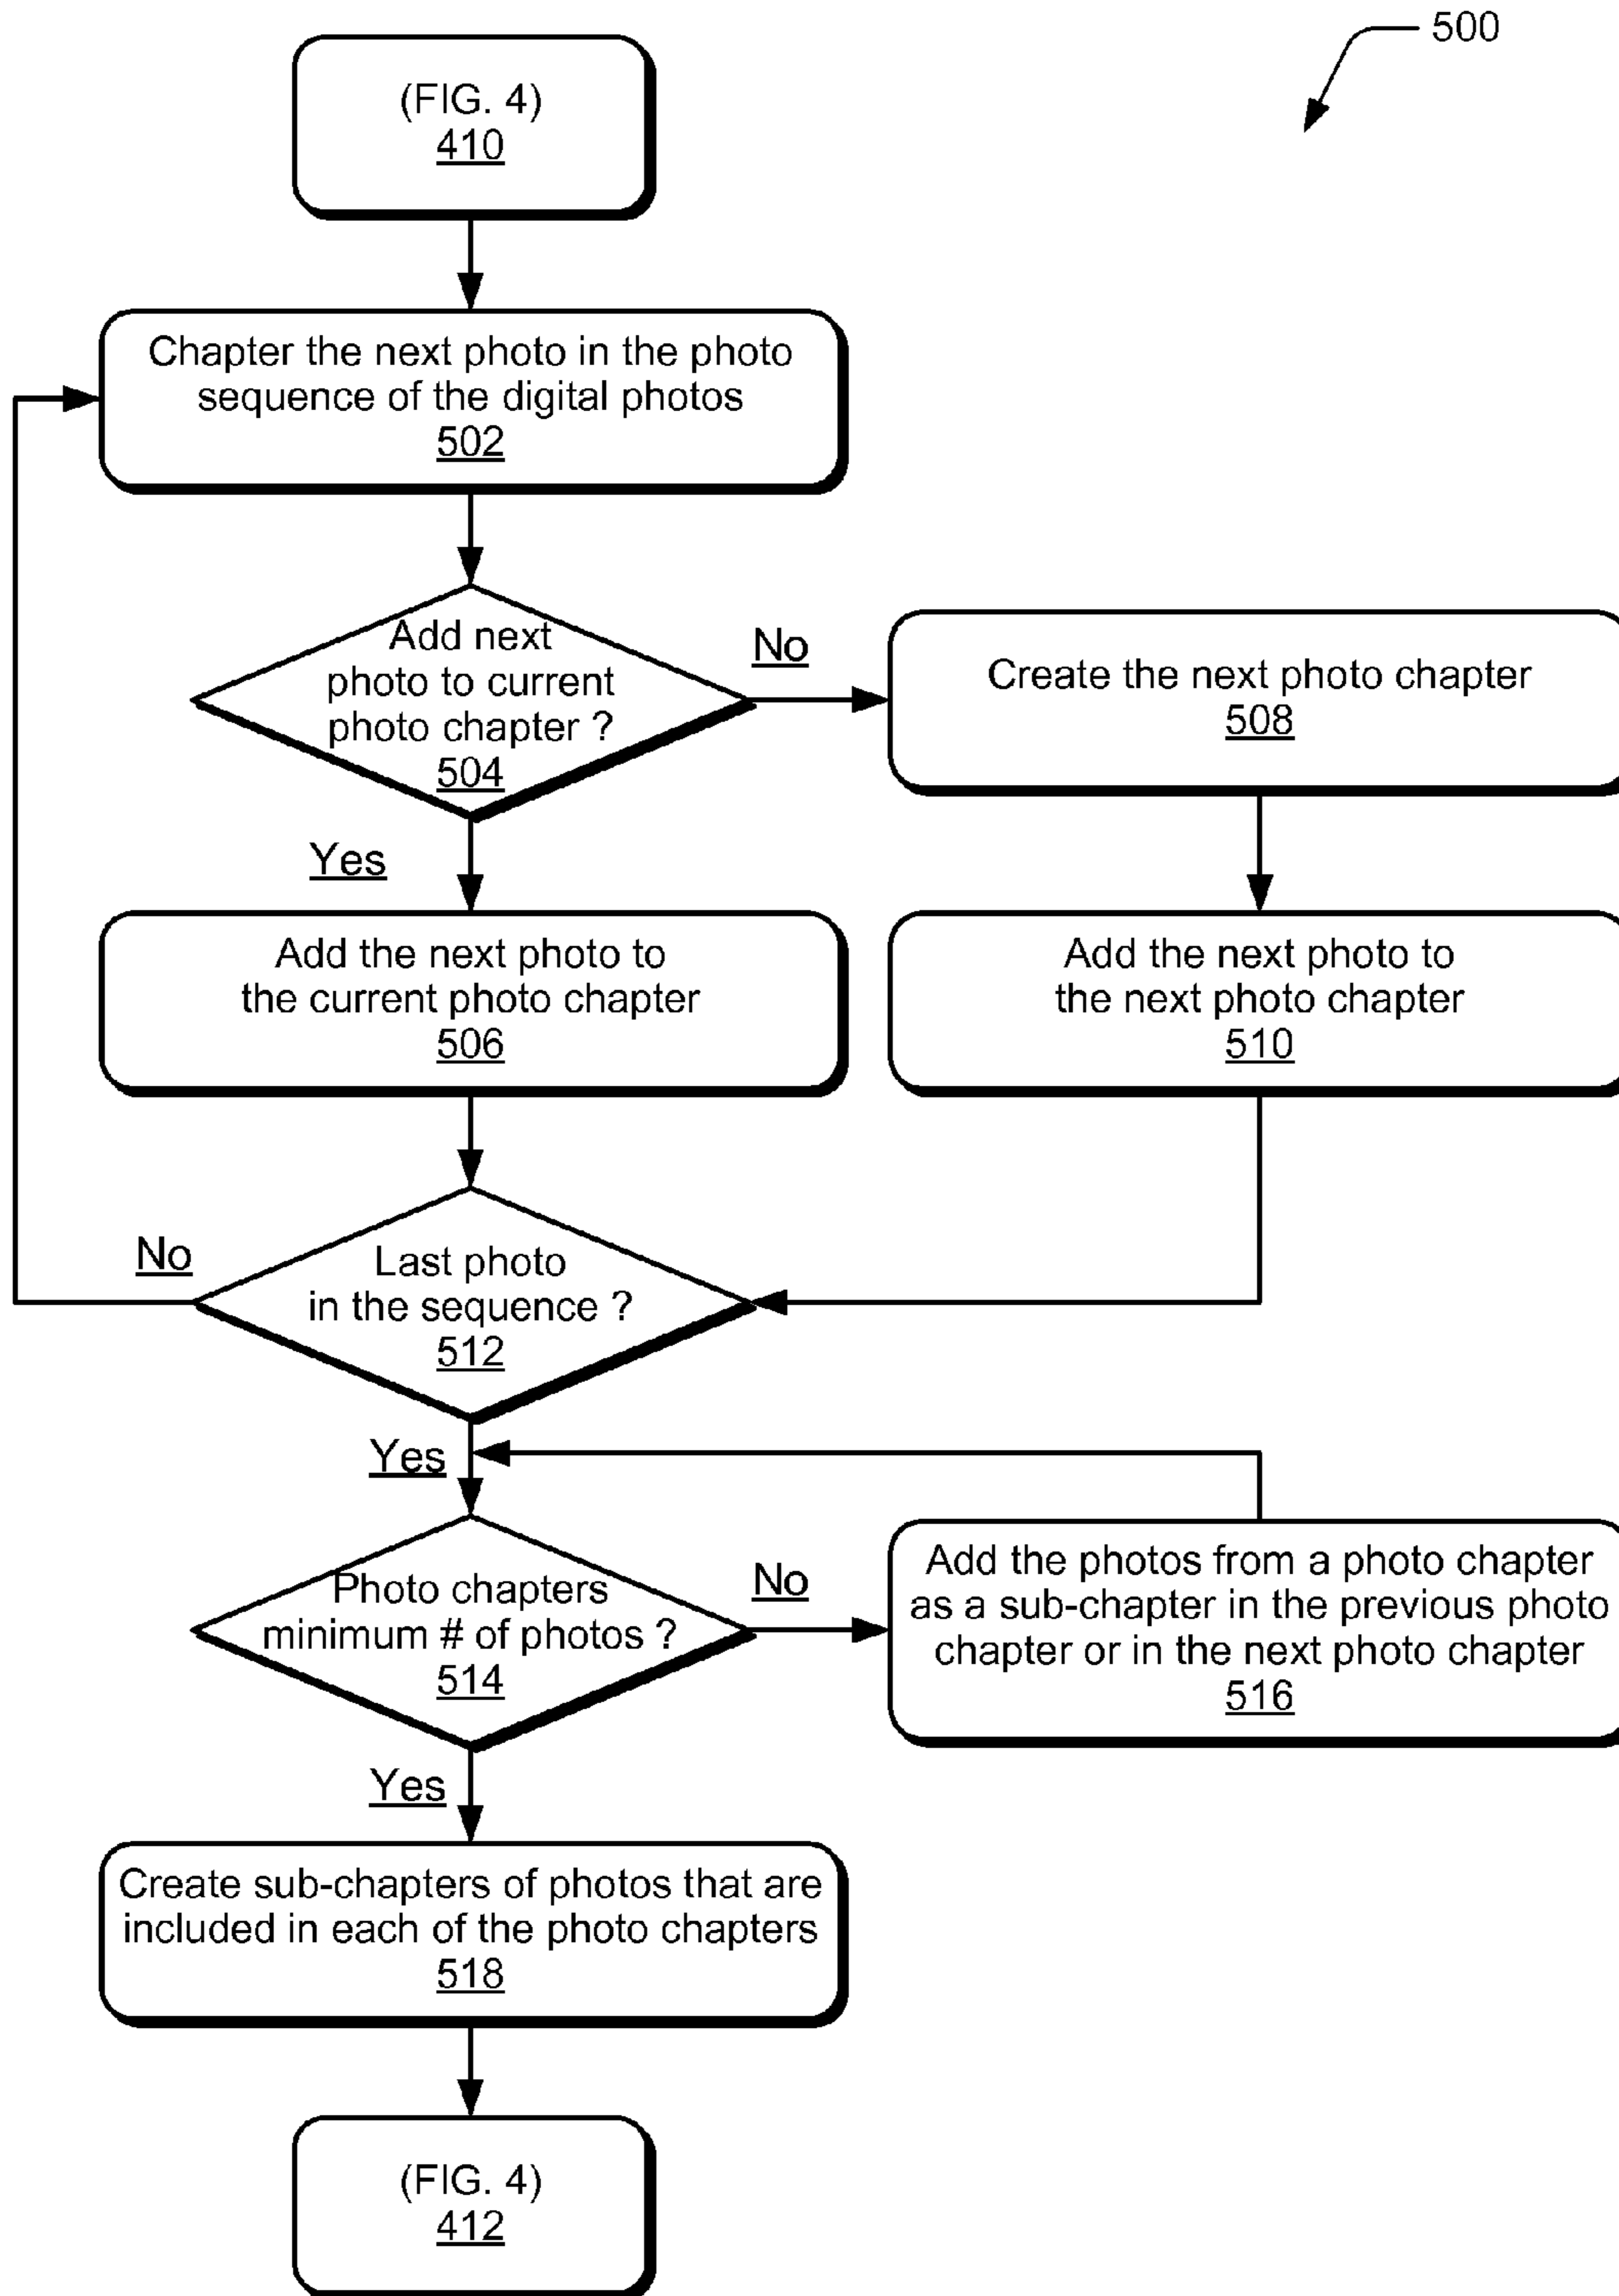 500
(FIG. 4)
410
Chapter the next photo in the photo
sequence of the digital photos
502
Add next
photo to current
photo chapter ?
504
No
Create the next photo chapter
508
Yes
Add the next photo to
the current photo chapter
506
Add the next photo to
the next photo chapter
510
No
Last photo
in the sequence ?
512
Yes
Photo chapters
minimum # of photos ?
514
No
Add the photos from a photo chapter
as a sub-chapter in the previous photo
chapter or in the next photo chapter
516
Yes
Create sub-chapters of photos that are
included in each of the photo chapters
518
(FIG. 4)
412